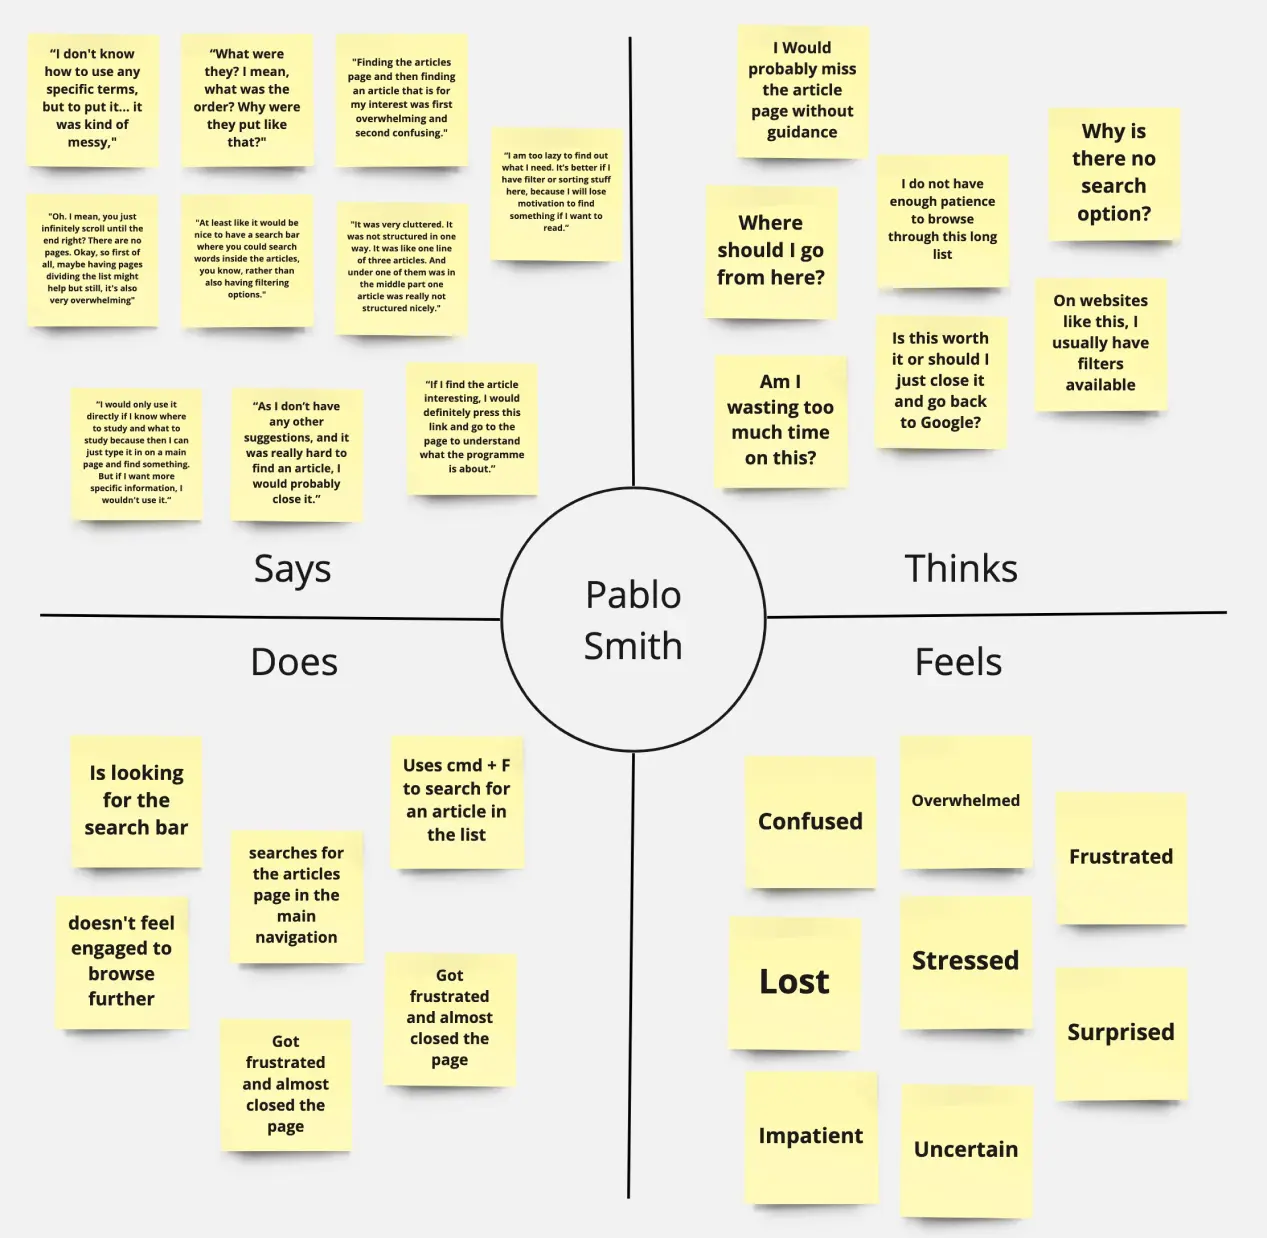 “I don't know
how to use any
specific terms,
but to put it... it
was kind of
messy,"
“What were
they? I mean,
what was the
order? Why were
they put like
that?"
"Finding the articles
page and then finding
an article that is for
my interest was first
overwhelming and
second confusing."
“I am too lazy to find out
what I need. It’s better if I
have filter or sorting stuff
here, because I will lose
motivation to find
something if I want to
read.”
"Oh. I mean, you just
infinitely scroll until the
end right? There are no
pages. Okay, so first of
all, maybe having pages
dividing the list might
help but still, it's also
very overwhelming”
"At least like it would be
nice to have a search bar
where you could search
words inside the articles,
you know, rather than
also having filtering
options."
"It was very cluttered. It
was not structured in one
way. It was like one line
of three articles. And
under one of them was in
the middle part one
article was really not
structured nicely."
“I would only use it
directly if I know where
to study and what to
study because then I can
just type it in on a main
page and find something.
But if I want more
specific information, I
wouldn't use it.”
“As I don’t have
any other
suggestions, and it
was really hard to
find an article, I
would probably
close it.”
“If I find the article
interesting, I would
definitely press this
link and go to the
page to understand
what the programme
is about.”
Says
I Would
probably miss
the article
page without
guidance
Where
should I go
from here?
I do not have
enough patience
to browse
through this long
list
Why is
there no
search
option?
Am I
wasting too
much time
on this?
Is this worth
it or should I
just close it
and go back
to Google?
On websites
like this, I
usually have
filters
available
Thinks
Pablo
Smith
Does
Is looking
for the
search bar
Uses cmd + F
to search for
an article in
the list
searches for
the articles
page in the
main
navigation
doesn't feel
engaged to
browse
further
Got
frustrated
and almost
closed the
page
Got
frustrated
and almost
closed the
page
Feels
Confused
Overwhelmed
Frustrated
Lost
Stressed
Surprised
Impatient
Uncertain